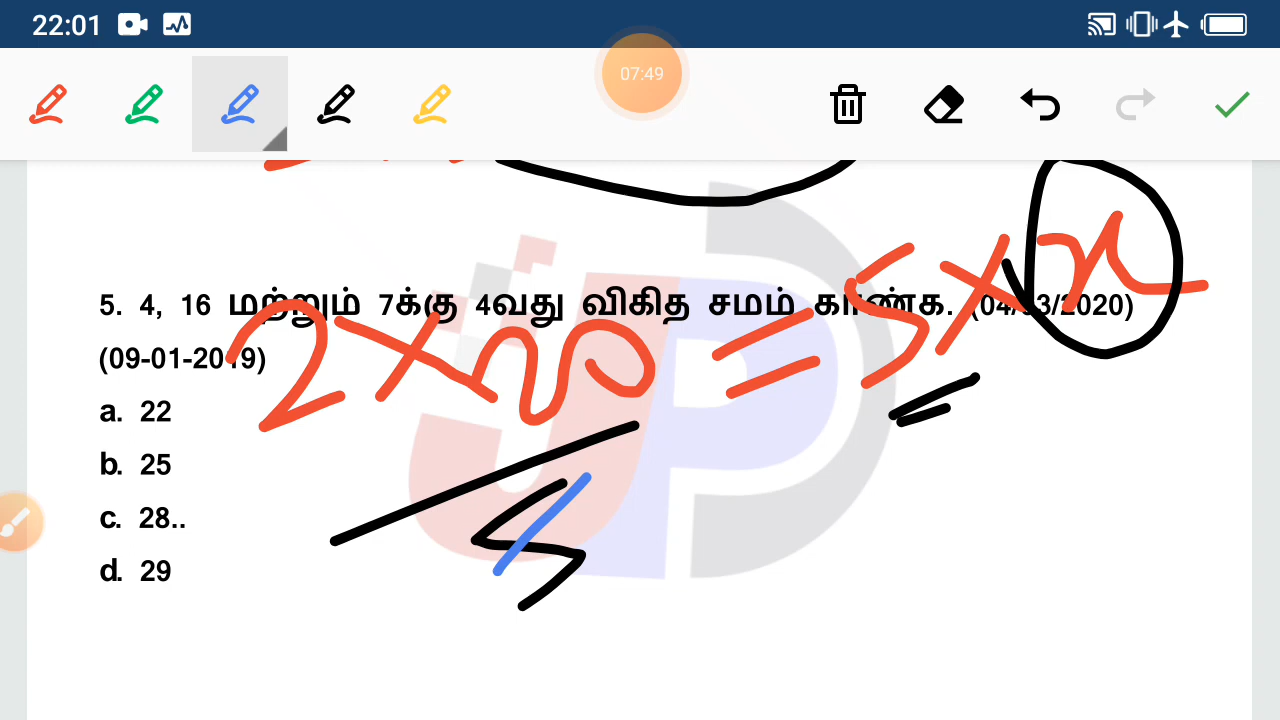 22:01
07:49
5. 4, 16 மற்றும் 7க்கு 4வது விகித சமம் காண்க. (04/03/2020)
(09-01-2019)
2 × 20 = 5 × x
a. 22
b. 25
5
c. 28..
d. 29